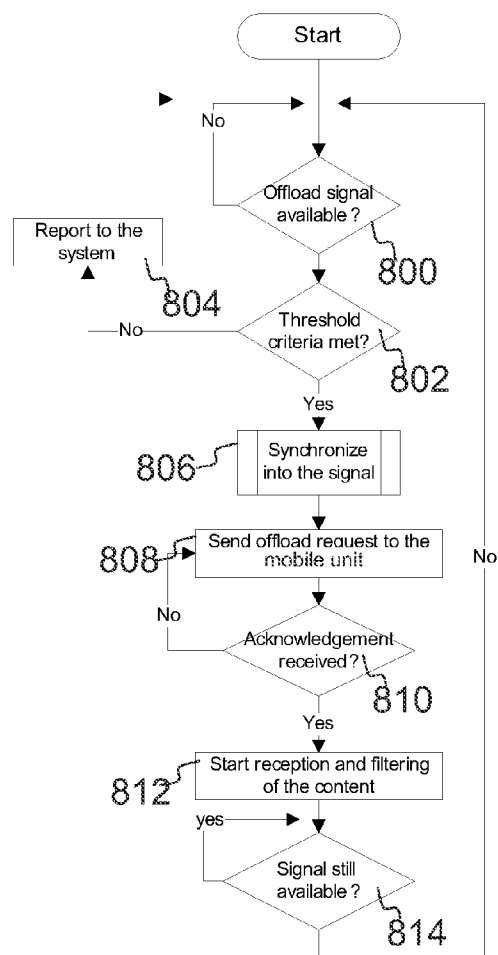 Start
No
Offload signal
available ?
800
Report to the
system
804
No
Threshold
criteria met?
802
Yes
806
Synchronize
into the signal
808
Send offload request to the
mobile unit
No
No
Acknowledgement
received?
810
Yes
812
Start reception and filtering
of the content
yes
Signal still
available ?
814